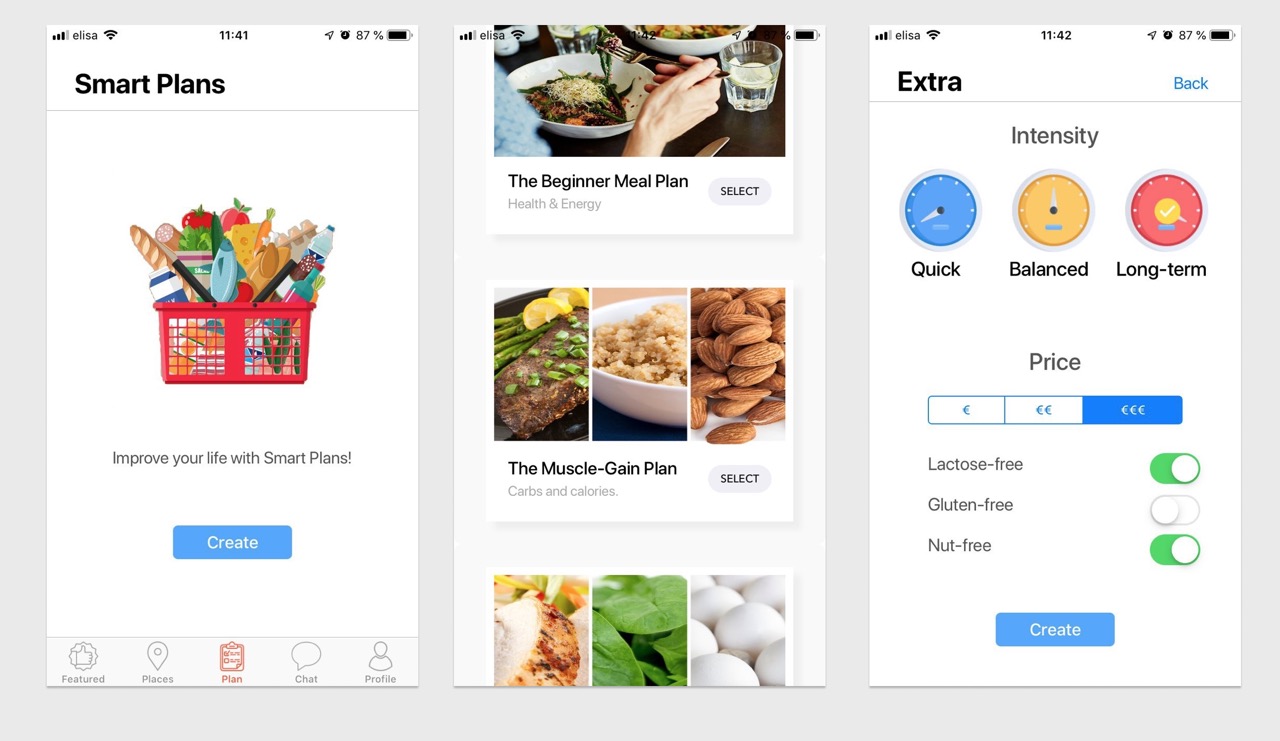 elisa 11:41 87 %
Smart Plans
SALAD
MILK
Improve your life with Smart Plans!
Create
Featured Places Plan Chat Profile
elisa 11:42 87 %
The Beginner Meal Plan
Health & Energy
SELECT
The Muscle-Gain Plan
Carbs and calories.
SELECT
elisa 11:42 87 %
Extra
Back
Intensity
Quick Balanced Long-term
Price
€ €€ €€€
Lactose-free
Gluten-free
Nut-free
Create